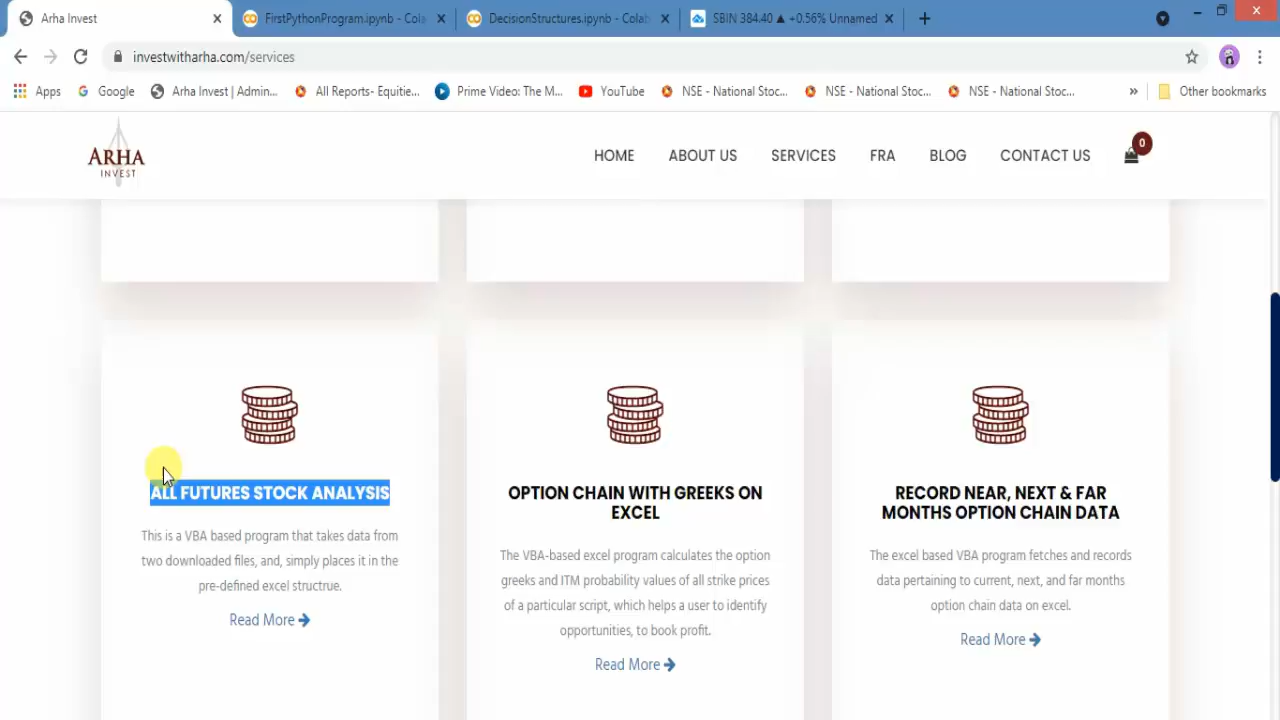 Arha Invest
FirstPythonProgram.ipynb - Cola
DecisionStructures.ipynb - Colab
SBIN 384.40 ▲ +0.56% Unnamed
investwitharha.com/services
Apps
Google
Arha Invest | Admin...
All Reports- Equitie...
Prime Video: The M...
YouTube
NSE - National Stoc...
NSE - National Stoc...
NSE - National Stoc...
»
Other bookmarks
ARHA
INVEST
HOME
ABOUT US
SERVICES
FRA
BLOG
CONTACT US
0
ALL FUTURES STOCK ANALYSIS
This is a VBA based program that takes data from
two downloaded files, and, simply places it in the
pre-defined excel structrue.
Read More
OPTION CHAIN WITH GREEKS ON
EXCEL
The VBA-based excel program calculates the option
greeks and ITM probability values of all strike prices
of a particular script, which helps a user to identify
opportunities, to book profit.
Read More
RECORD NEAR, NEXT & FAR
MONTHS OPTION CHAIN DATA
The excel based VBA program fetches and records
data pertaining to current, next, and far months
option chain data on excel.
Read More